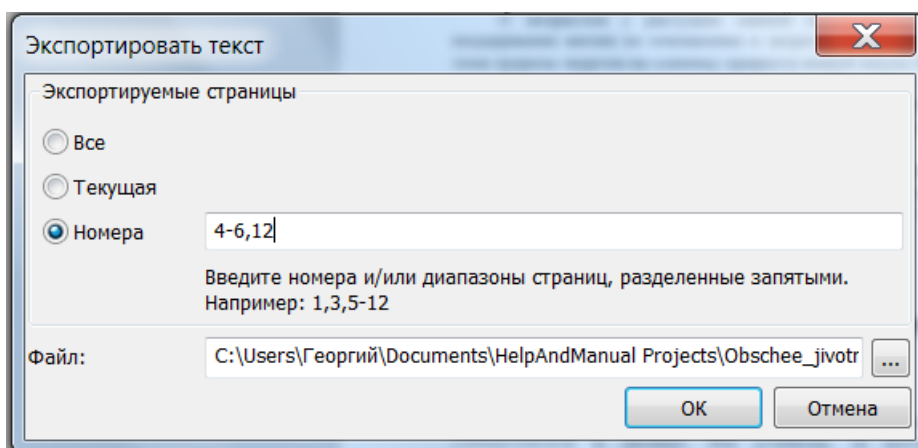 Экспортировать текст
Экспортируемые страницы
Все
Текущая
Номера
4-6,12
Введите номера и/или диапазоны страниц, разделенные запятыми.
Например: 1,3,5-12
Файл:
C:\Users\Георгий\Documents\HelpAndManual Projects\Obschee_jivotr
...
ОК
Отмена